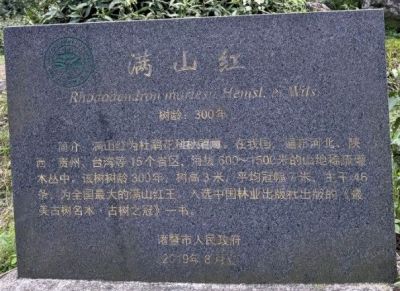 满山红
Rhododendron mariesii Hemsl. et Wils.
树龄：300年
简介：满山红为杜鹃花科杜鹃属。在我国，遍布河北、陕
西、贵州、台湾等15个省区，海拔600～1500米的山地稀疏灌
木丛中。该树树龄300年，树高3米，平均冠幅7米，主干46
条，为全国最大的满山红王，入选中国林业出版社出版的《最
美古树名木·古树之冠》一书。
诸暨市人民政府
2019年8月